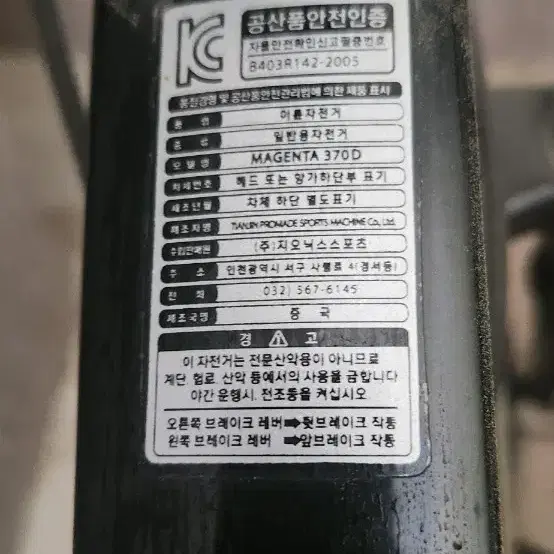 KC
공산품안전인증
자율안전확인신고필증번호
B403R142-2005
품질경영 및 공산품안전관리법에 의한 제품 표시
품 명 이륜자전거
종 류 일반용자전거
모 델 명 MAGENTA 370D
차체번호 헤드 또는 앙가하단부 표기
제조년월 차체 하단 별도표기
제조자명 TIANJIN PROMADE SPORTS MACHINE Co., Ltd.
수입판매원 (주)지오닉스스포츠
주 소 인천광역시 서구 사렴로 4(경서동)
전 화 032) 567-6145
제조국명 중 국
경 고
이 자전거는 전문산악용이 아니므로
계단, 험로, 산악 등에서의 사용을 금합니다
야간 운행시, 전조등을 켜십시오
오른쪽 브레이크 레버 ➡ 뒷브레이크 작동
왼쪽 브레이크 레버 ➡ 앞브레이크 작동